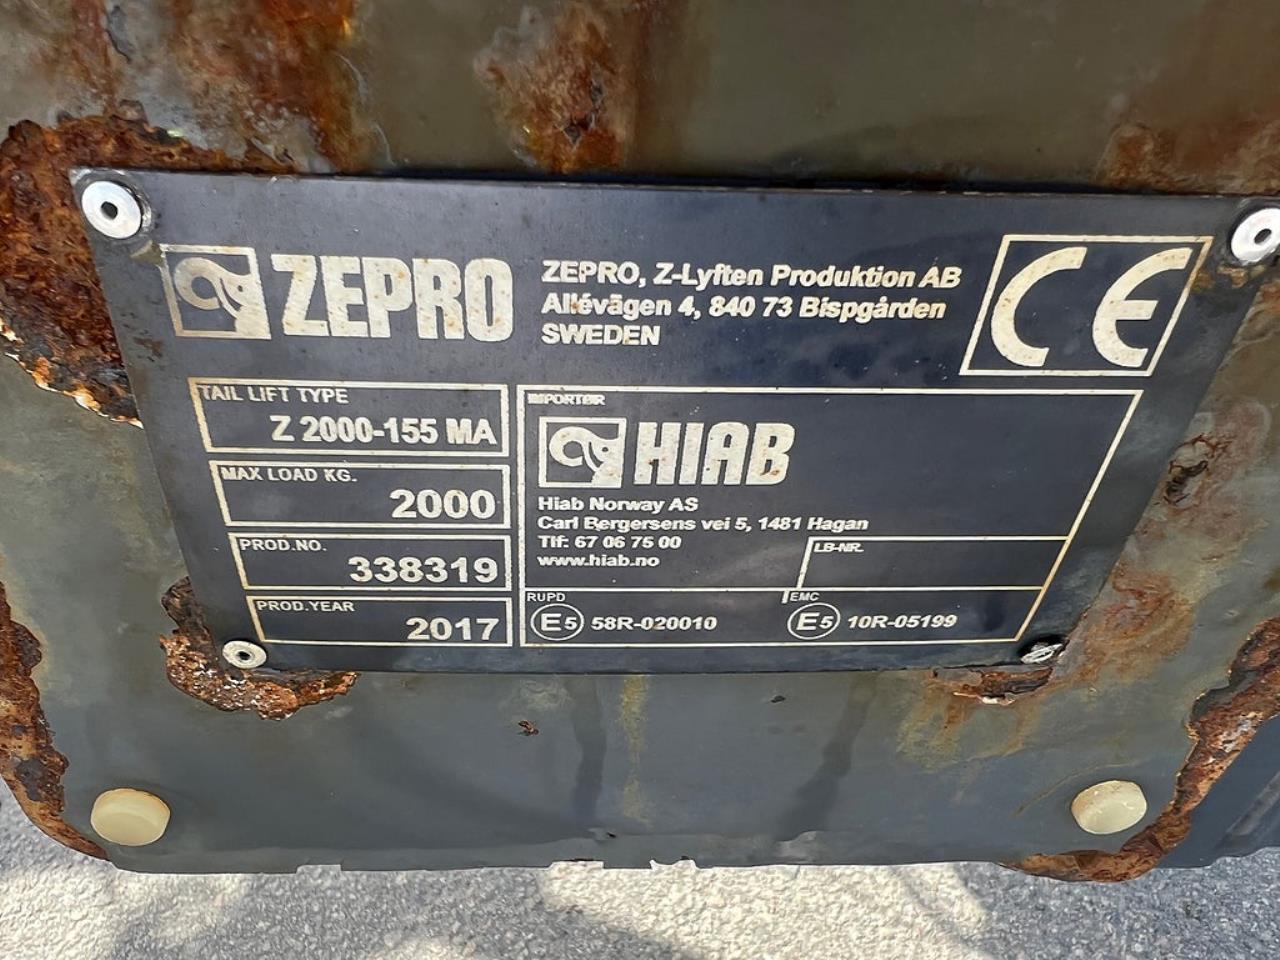 ZEPRO
ZEPRO, Z-Lyften Produktion AB
Allévägen 4, 840 73 Bispgården
SWEDEN
CE
TAIL LIFT TYPE
Z 2000-155 MA
MAX LOAD KG.
2000
PROD.NO.
338319
PROD.YEAR
2017
IMPORTØR
HIAB
Hiab Norway AS
Carl Bergersens vei 5, 1481 Hagan
Tlf: 67 06 75 00
www.hiab.no
LB-NR.
RUPD
E5 58R-020010
EMC
E5 10R-05199